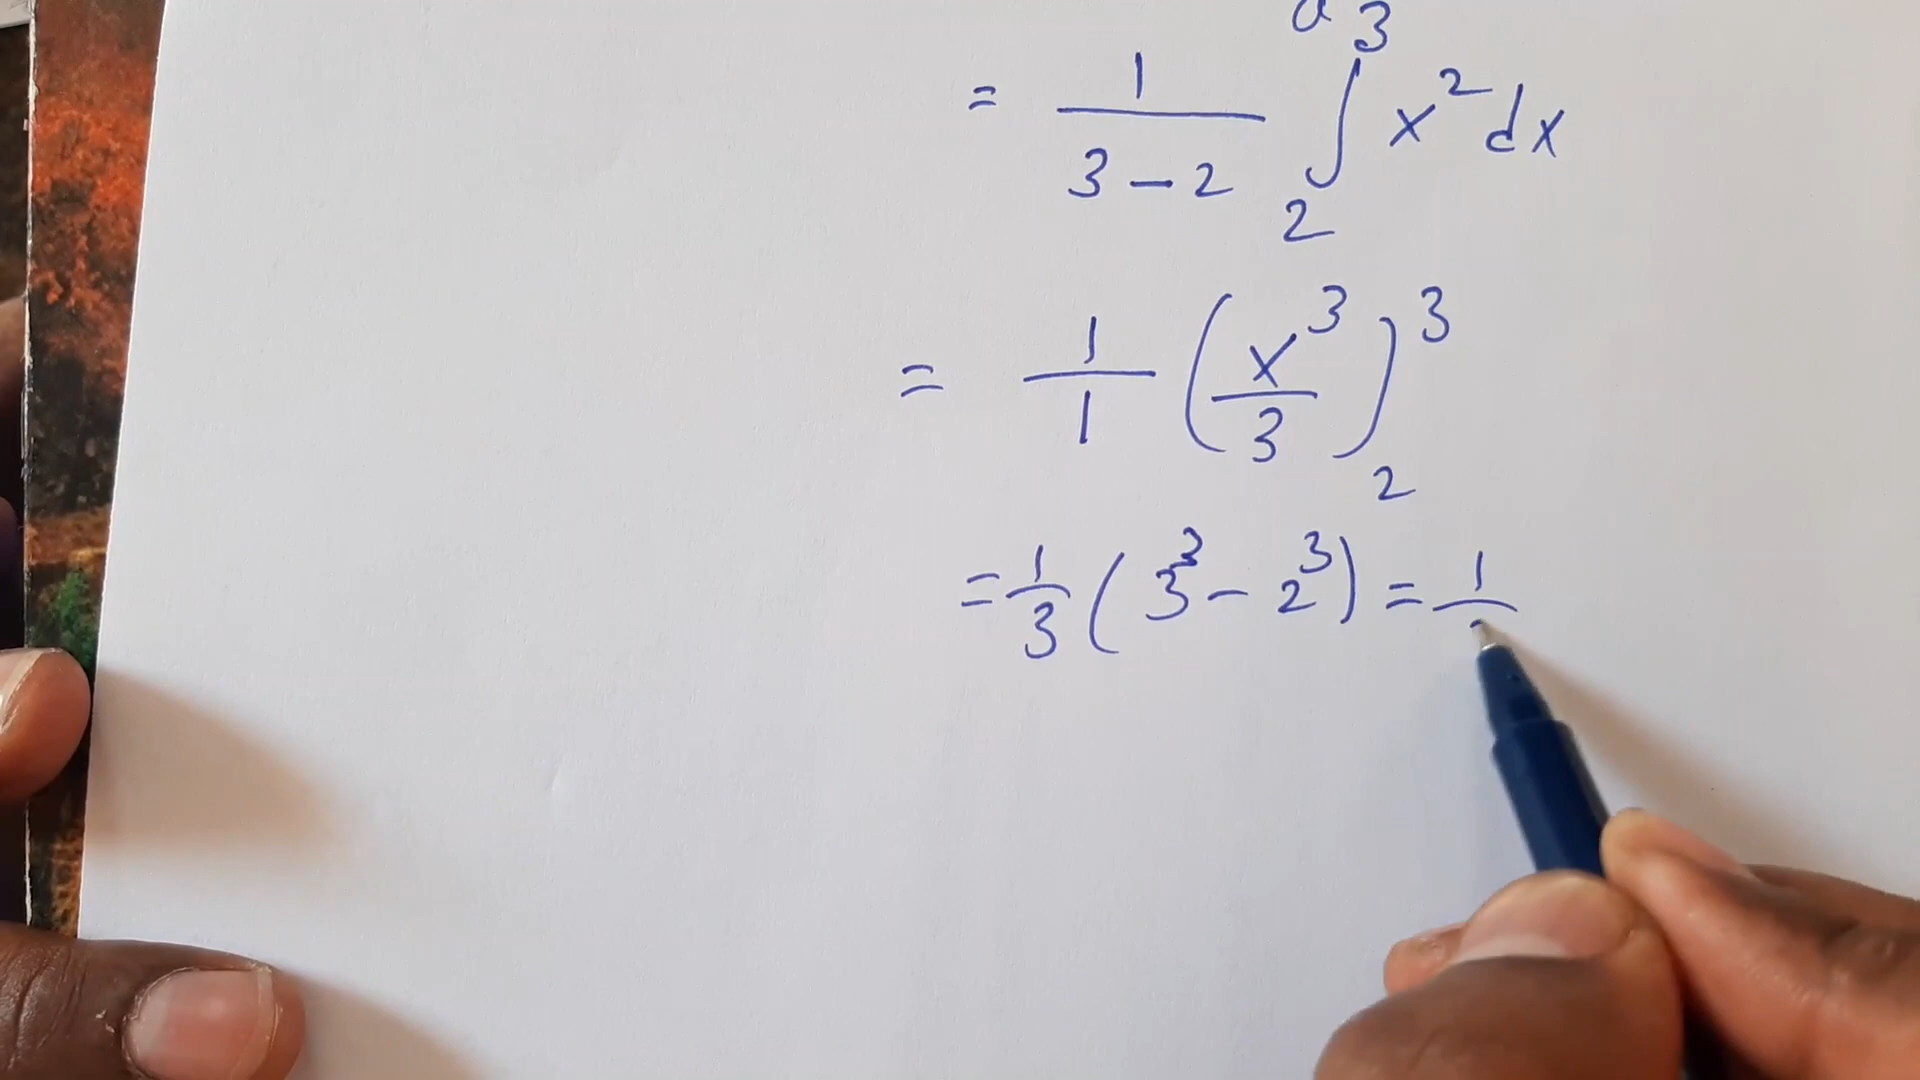 = 1/(3-2) ∫₂³ x² dx
= 1/1 (x³/3)₂³
= 1/3 (3³ - 2³) = 1/